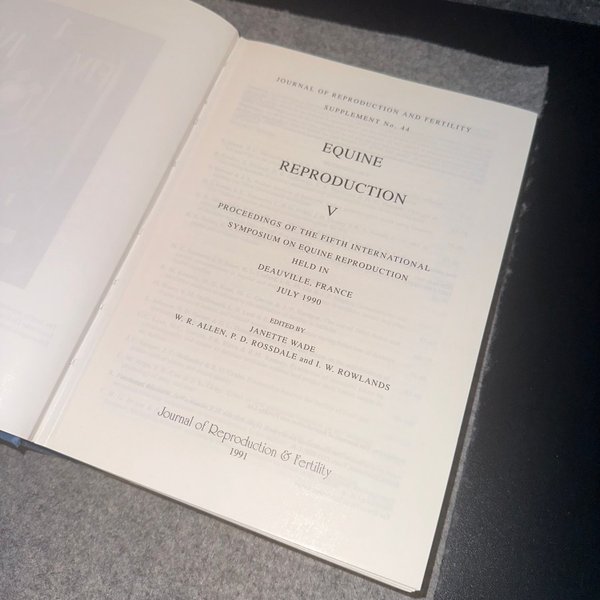 JOURNAL OF REPRODUCTION AND FERTILITY
SUPPLEMENT No. 44
EQUINE
REPRODUCTION
V
PROCEEDINGS OF THE FIFTH INTERNATIONAL
SYMPOSIUM ON EQUINE REPRODUCTION
HELD IN
DEAUVILLE, FRANCE
JULY 1990
EDITED BY
JANETTE WADE
W. R. ALLEN, P. D. ROSSDALE and I. W. ROWLANDS
Journal of Reproduction & Fertility
1991